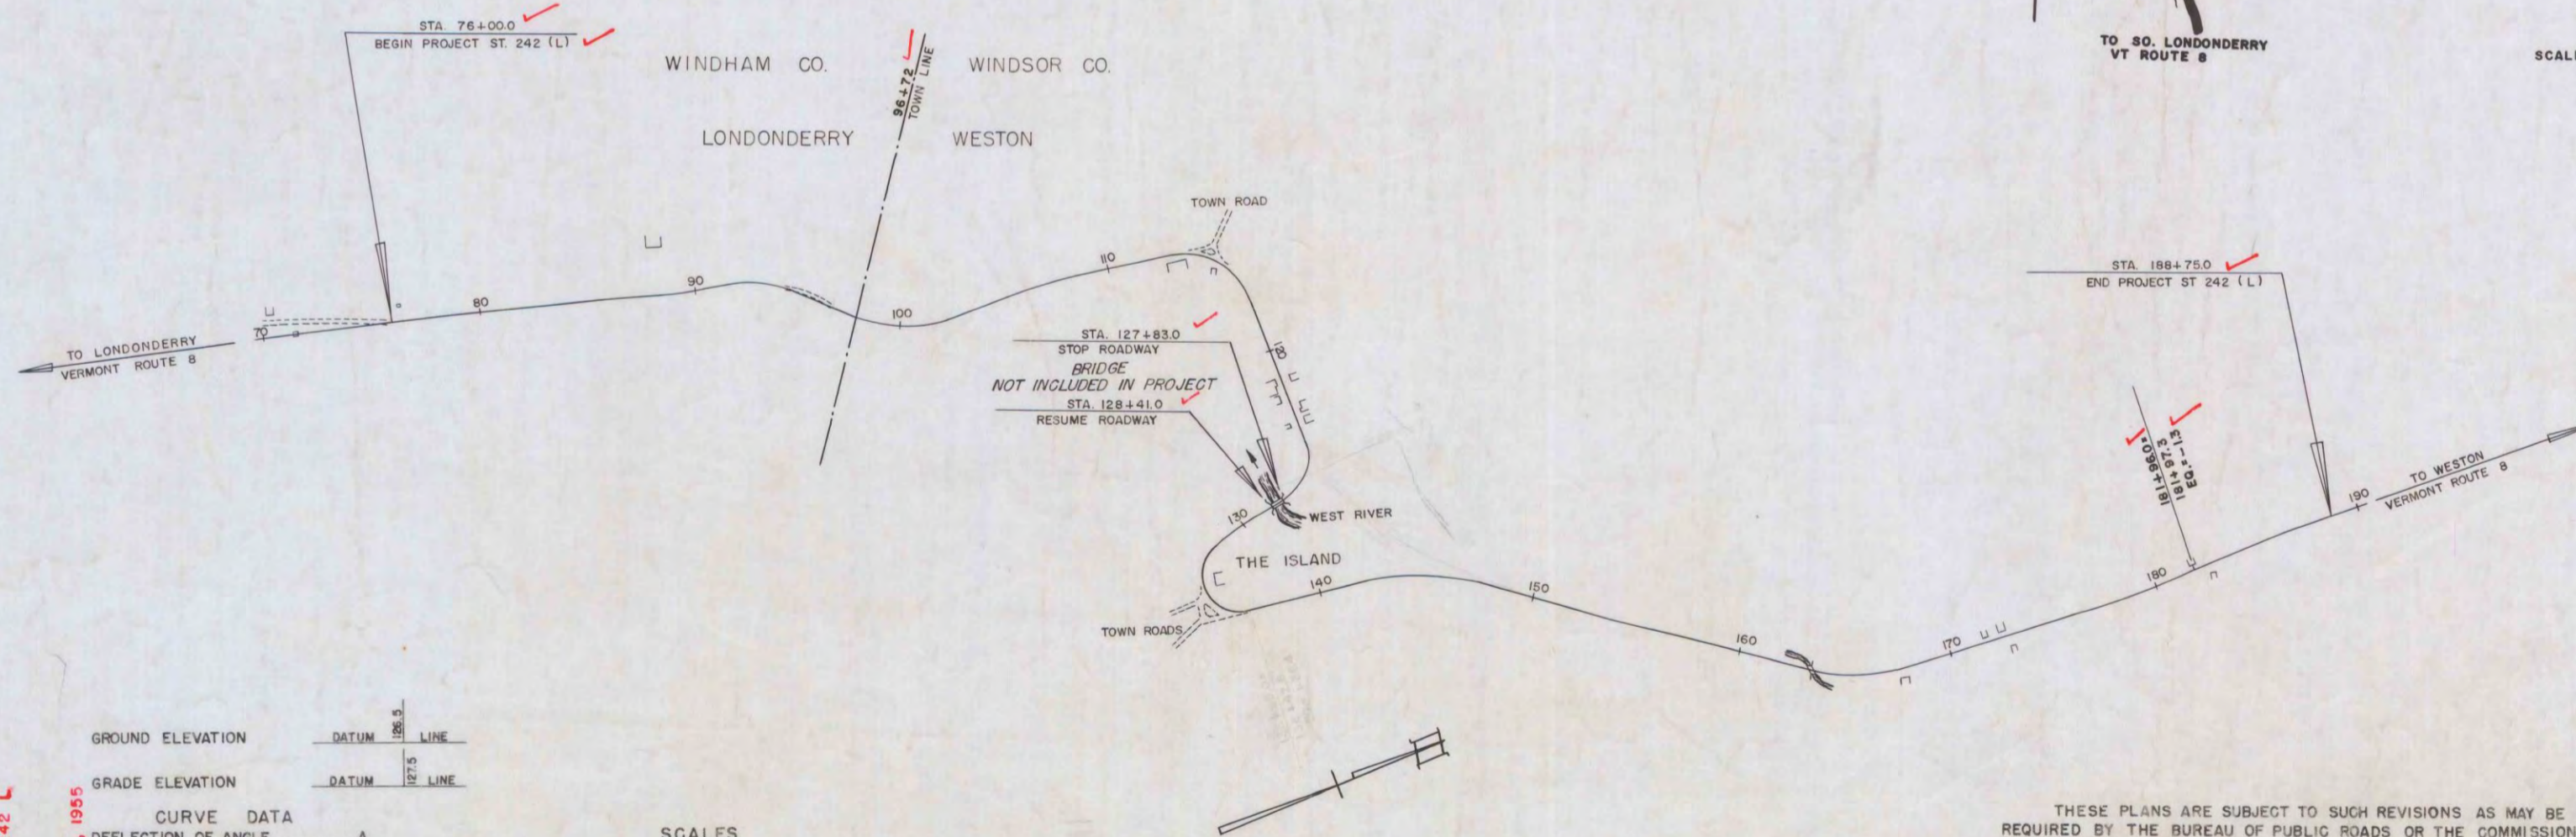 STA. 76+00.0
BEGIN PROJECT ST. 242 (L)
WINDHAM CO.
96+7.2
TOWN LINE
WINDSOR CO.
LONDONDERRY
WESTON
TO SO. LONDONDERRY
VT ROUTE 8
TOWN ROAD
70
80
90
100
110
120
TO LONDONDERRY
VERMONT ROUTE 8
STA. 127+83.0
STOP ROADWAY
BRIDGE
NOT INCLUDED IN PROJECT
STA. 128+41.0
RESUME ROADWAY
130
WEST RIVER
THE ISLAND
TOWN ROADS
140
150
160
170
180
190
STA. 188+75.0
END PROJECT ST 242 (L)
181+96.0=
181+97.3
EQ.=-1.3
TO WESTON
VERMONT ROUTE 8
GROUND ELEVATION DATUM 126.5 LINE
GRADE ELEVATION DATUM 127.5 LINE
1955
CURVE DATA
DEFLECTION OF ANGLE
SCALES
THESE PLANS ARE SUBJECT TO SUCH REVISIONS AS MAY BE
REQUIRED BY THE BUREAU OF PUBLIC ROADS OR THE COMMISSION